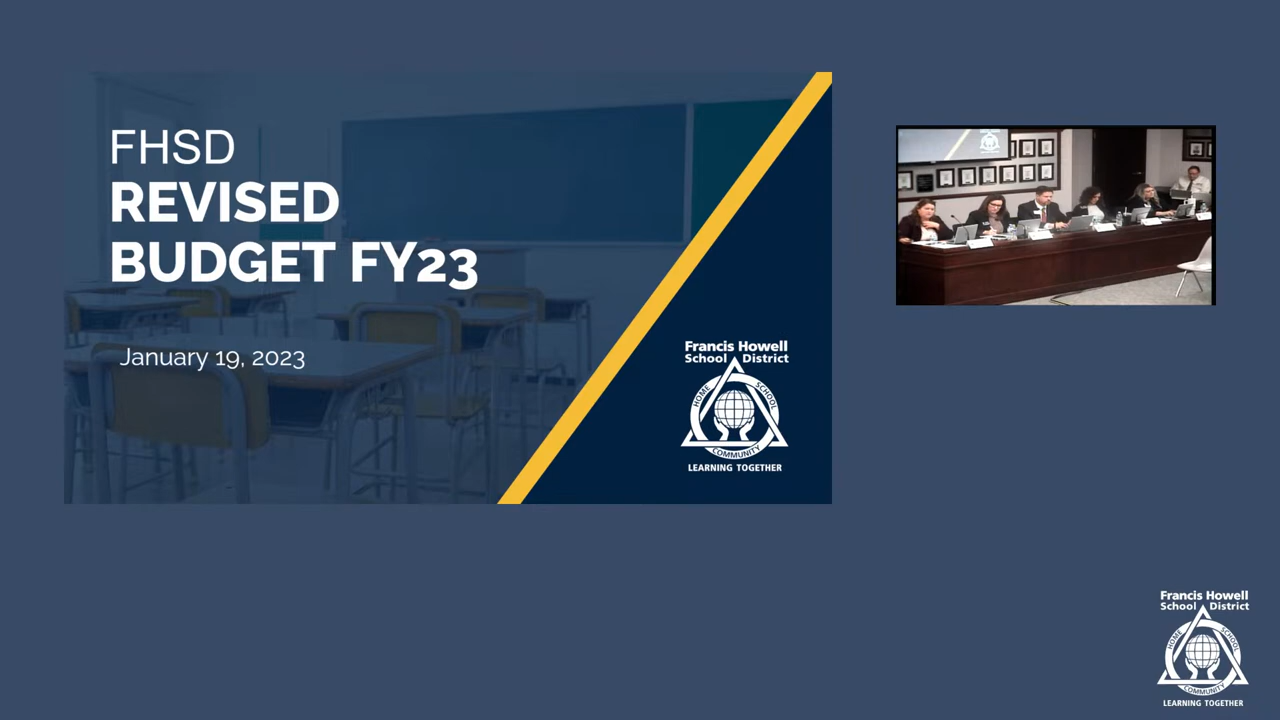 FHSD
REVISED
BUDGET FY23
January 19, 2023
Francis Howell
School District
HOME
SCHOOL
COMMUNITY
LEARNING TOGETHER
Francis Howell
School District
HOME
SCHOOL
COMMUNITY
LEARNING TOGETHER